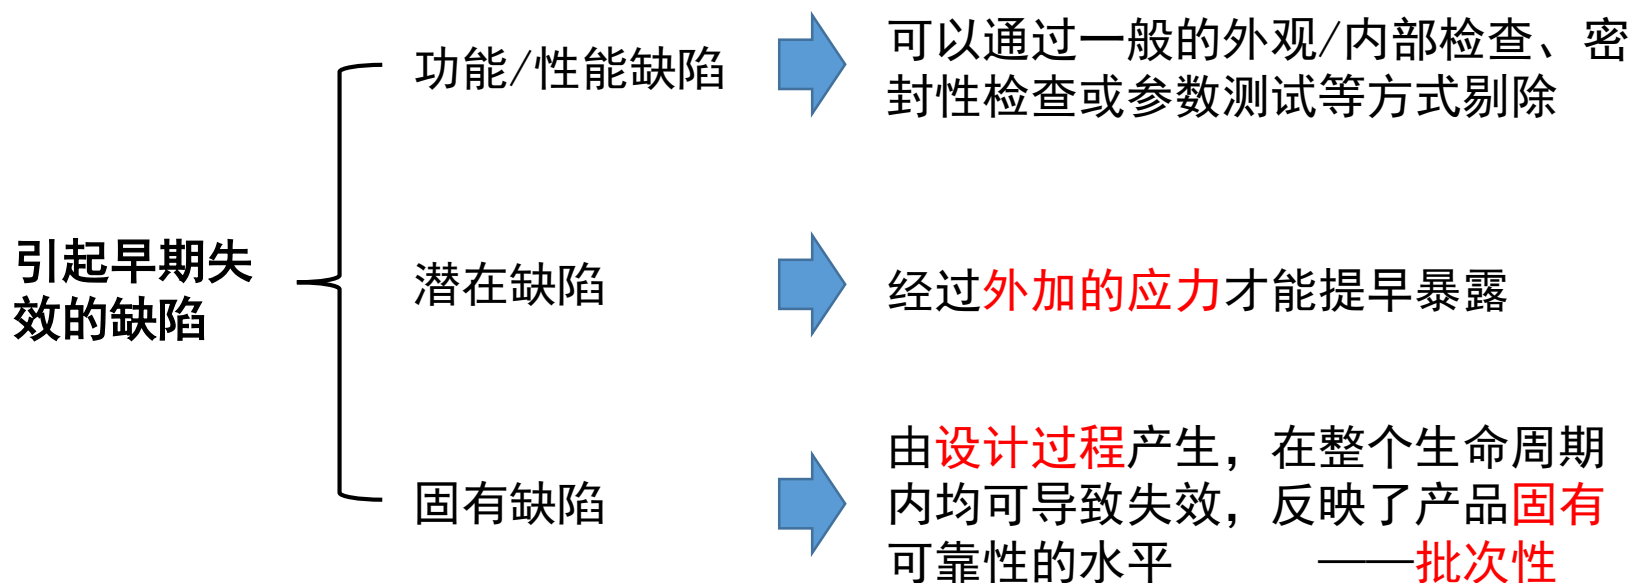 功能/性能缺陷
可以通过一般的外观/内部检查、密
封性检查或参数测试等方式剔除
引起早期失
效的缺陷
潜在缺陷
经过外加的应力才能提早暴露
固有缺陷
由设计过程产生，在整个生命周期
内均可导致失效，反映了产品固有
可靠性的水平 ——批次性